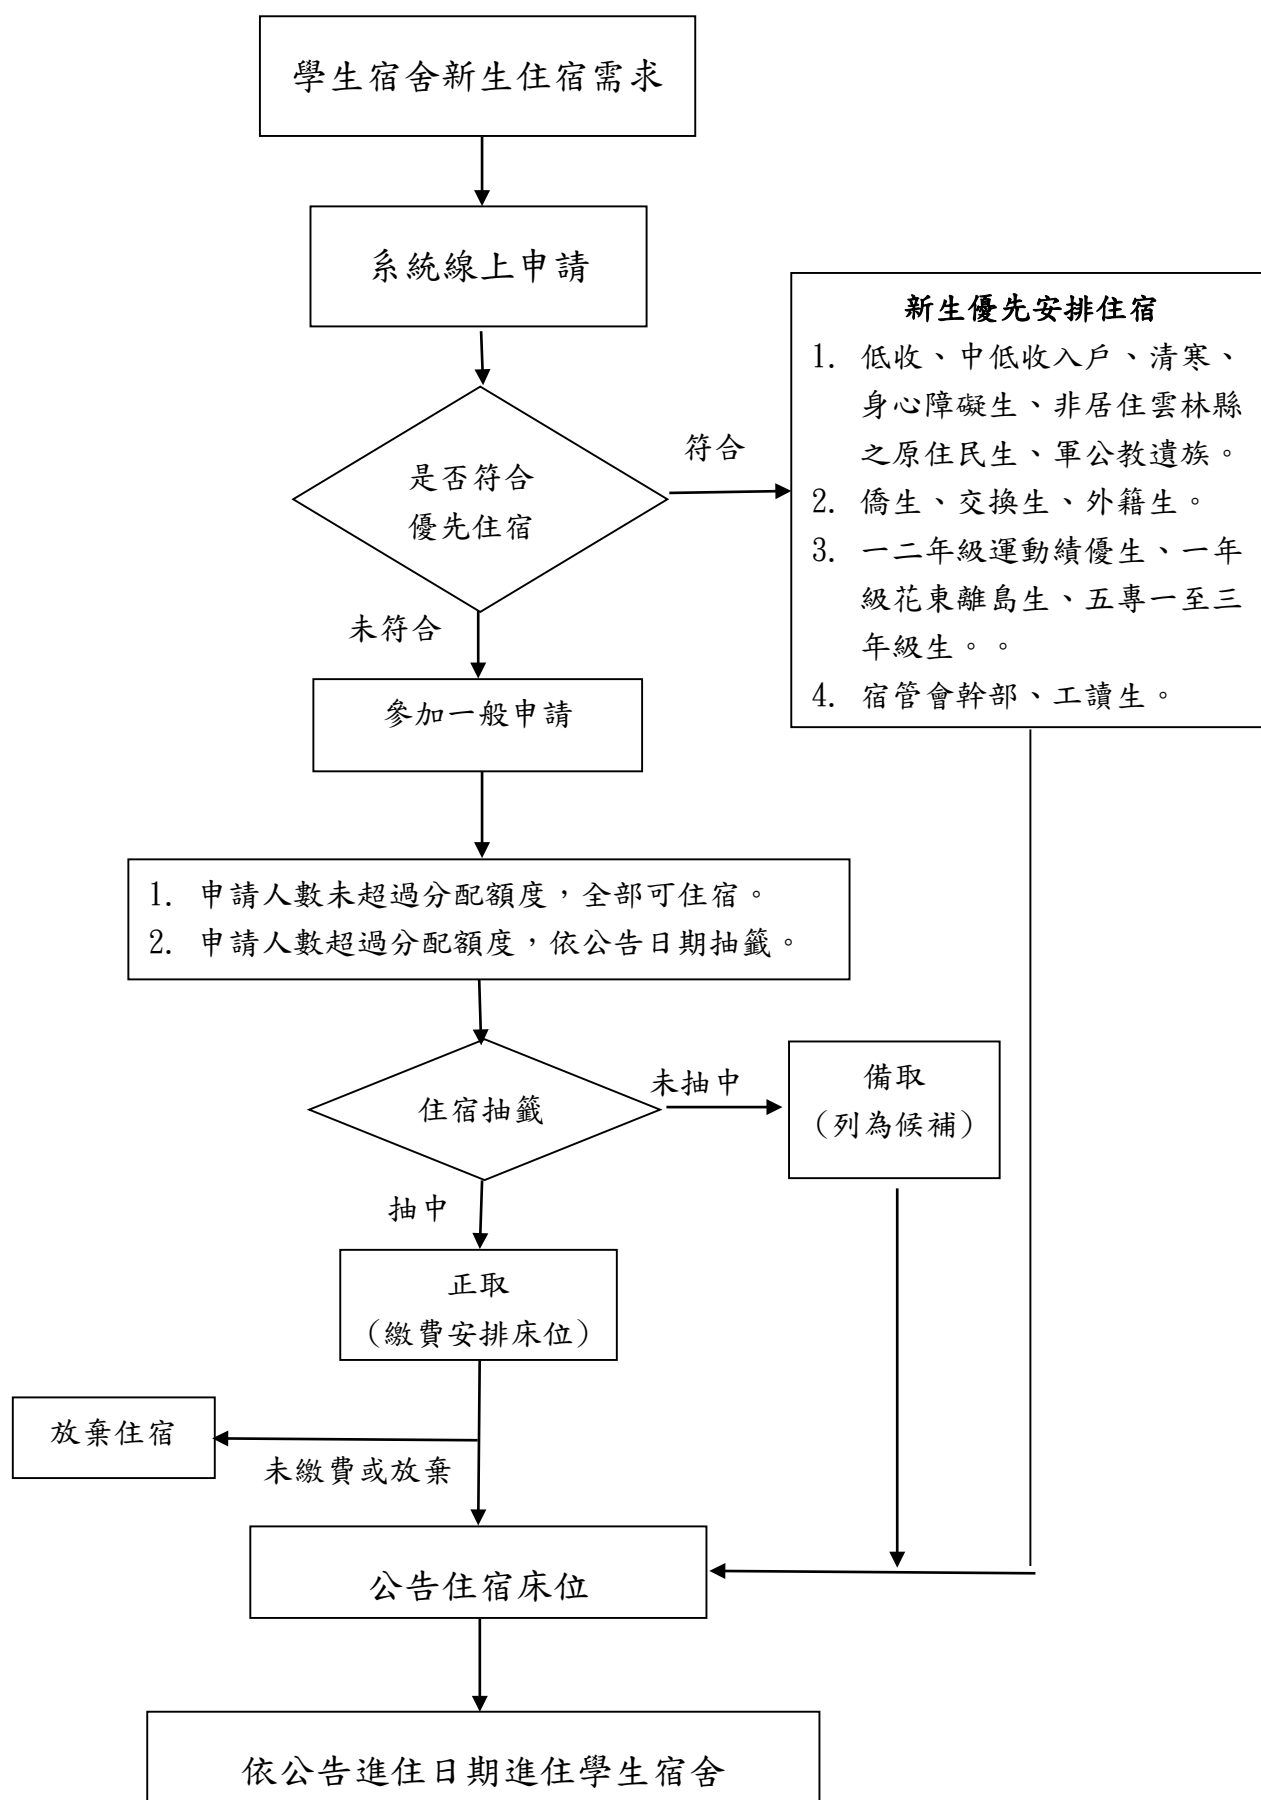 學生宿舍新生住宿需求
系統線上申請
新生優先安排住宿
1. 低收、中低收入戶、清寒、
身心障礙生、非居住雲林縣
之原住民生、軍公教遺族。
2. 僑生、交換生、外籍生。
3. 一二年級運動績優生、一年
級花東離島生、五專一至三
年級生。。
4. 宿管會幹部、工讀生。
是否符合
優先住宿
符合
未符合
參加一般申請
1. 申請人數未超過分配額度，全部可住宿。
2. 申請人數超過分配額度，依公告日期抽籤。
住宿抽籤
未抽中
備取
(列為候補)
抽中
正取
(繳費安排床位)
放棄住宿
未繳費或放棄
公告住宿床位
依公告進住日期進住學生宿舍